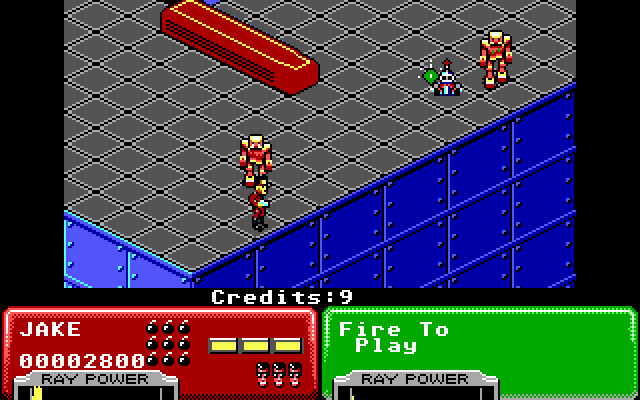 Credits:9
JAKE
00002800
RAY POWER
Fire To
Play
RAY POWER